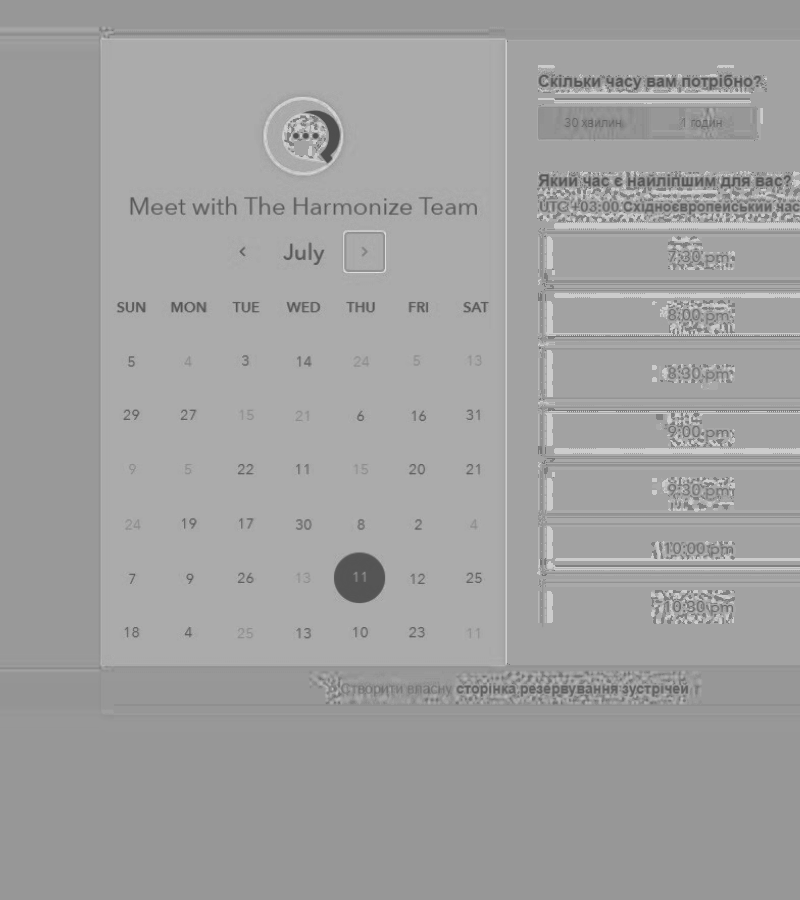 Meet with The Harmonize Team
July
SUN MON TUE WED THU FRI SAT
5 4 3 14 24 5 13
29 27 15 21 6 16 31
9 5 22 11 15 20 21
24 19 17 30 8 2 4
7 9 26 13 11 12 25
18 4 25 13 10 23 11
Скільки часу вам потрібно?
30 хвилин 1 годин
Який час є найліпшим для вас?
UTC +03:00 Східноєвропейський час
7:30 pm
8:00 pm
8:30 pm
9:00 pm
9:30 pm
10:00 pm
10:30 pm
Створити власну сторінка резервування зустрічей